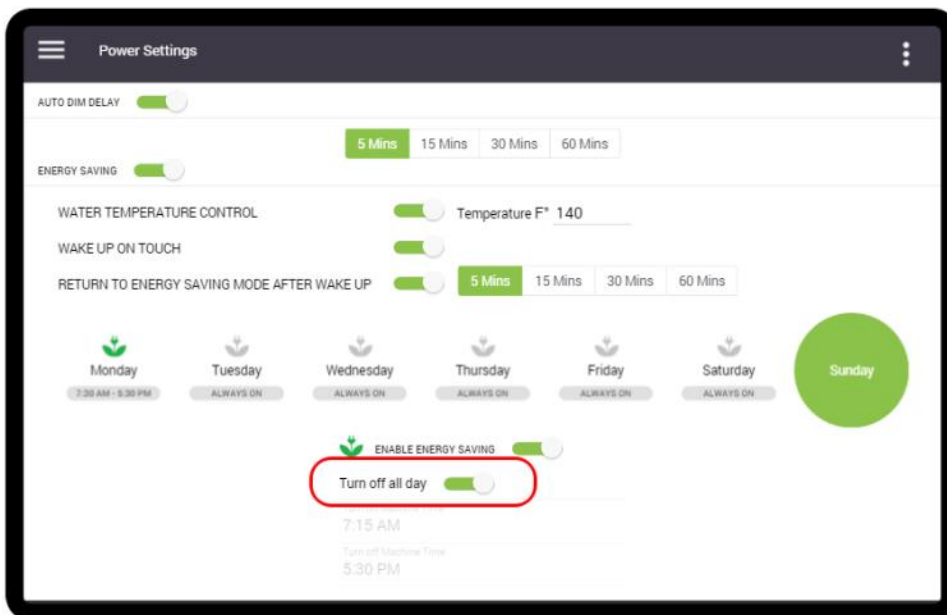 Power Settings
AUTO DIM DELAY
5 Mins 15 Mins 30 Mins 60 Mins
ENERGY SAVING
WATER TEMPERATURE CONTROL Temperature F° 140
WAKE UP ON TOUCH
RETURN TO ENERGY SAVING MODE AFTER WAKE UP 5 Mins 15 Mins 30 Mins 60 Mins
Monday Tuesday Wednesday Thursday Friday Saturday Sunday
7:30 AM - 5:30 PM ALWAYS ON ALWAYS ON ALWAYS ON ALWAYS ON ALWAYS ON
ENABLE ENERGY SAVING
Turn off all day
7:15 AM
Turn off Machine Time
5:30 PM